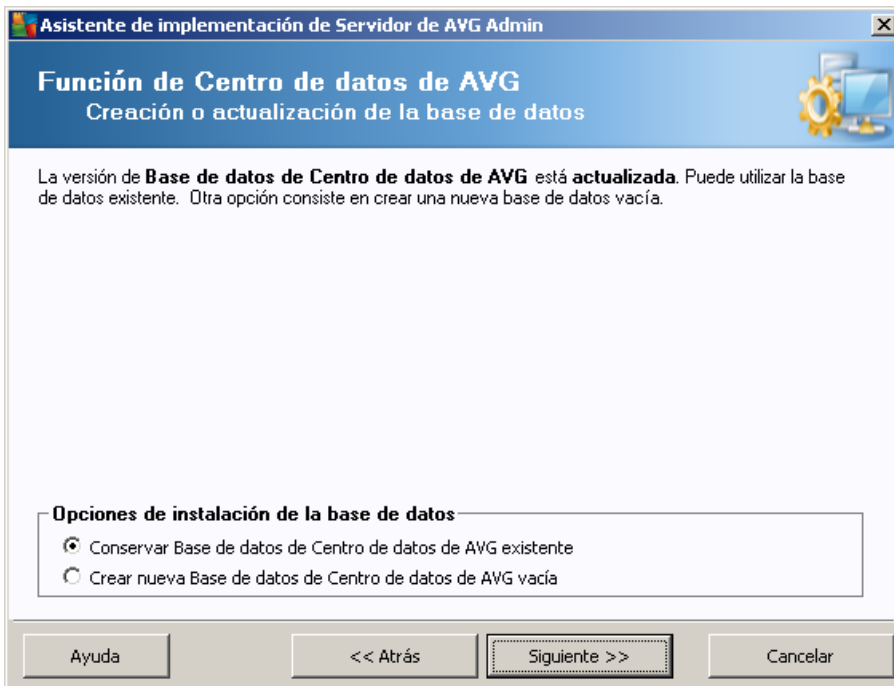 Asistente de implementación de Servidor de AVG Admin
Función de Centro de datos de AVG
Creación o actualización de la base de datos
La versión de Base de datos de Centro de datos de AVG está actualizada. Puede utilizar la base
de datos existente. Otra opción consiste en crear una nueva base de datos vacía.
Opciones de instalación de la base de datos
Conservar Base de datos de Centro de datos de AVG existente
Crear nueva Base de datos de Centro de datos de AVG vacía
Ayuda
<< Atrás
Siguiente >>
Cancelar